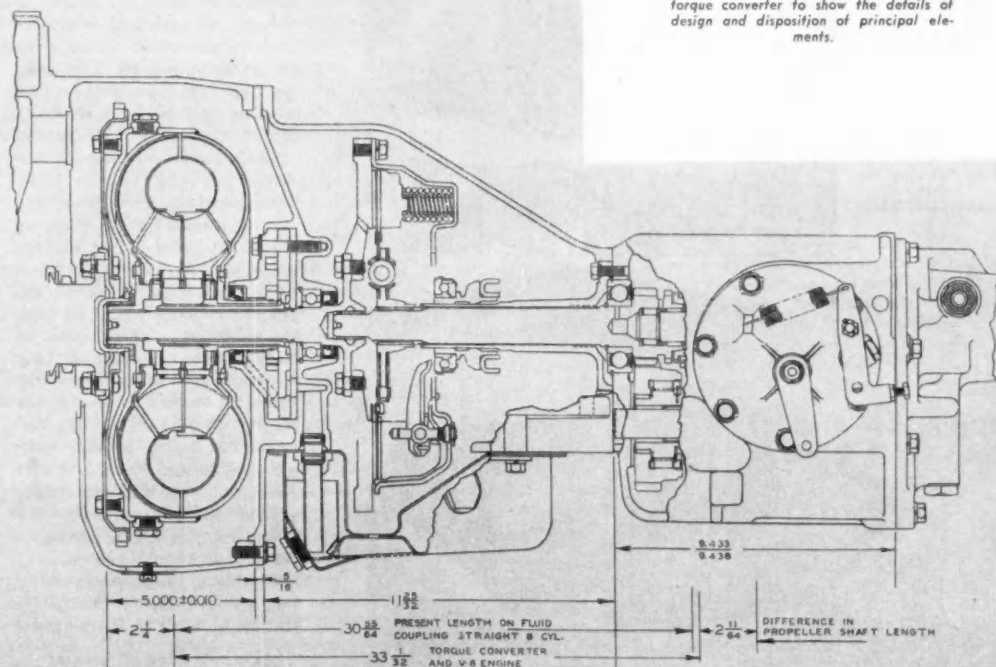 torque converter to show the details of
design and disposition of principal ele-
ments.
9.433
9.438
5/16
5.000±0.010
11 25/32
2 1/4
30 55/64 PRESENT LENGTH ON FLUID
COUPLING STRAIGHT 8 CYL.
2 11/64
DIFFERENCE IN
PROPELLER SHAFT LENGTH
33 1/32 TORQUE CONVERTER
AND V-8 ENGINE